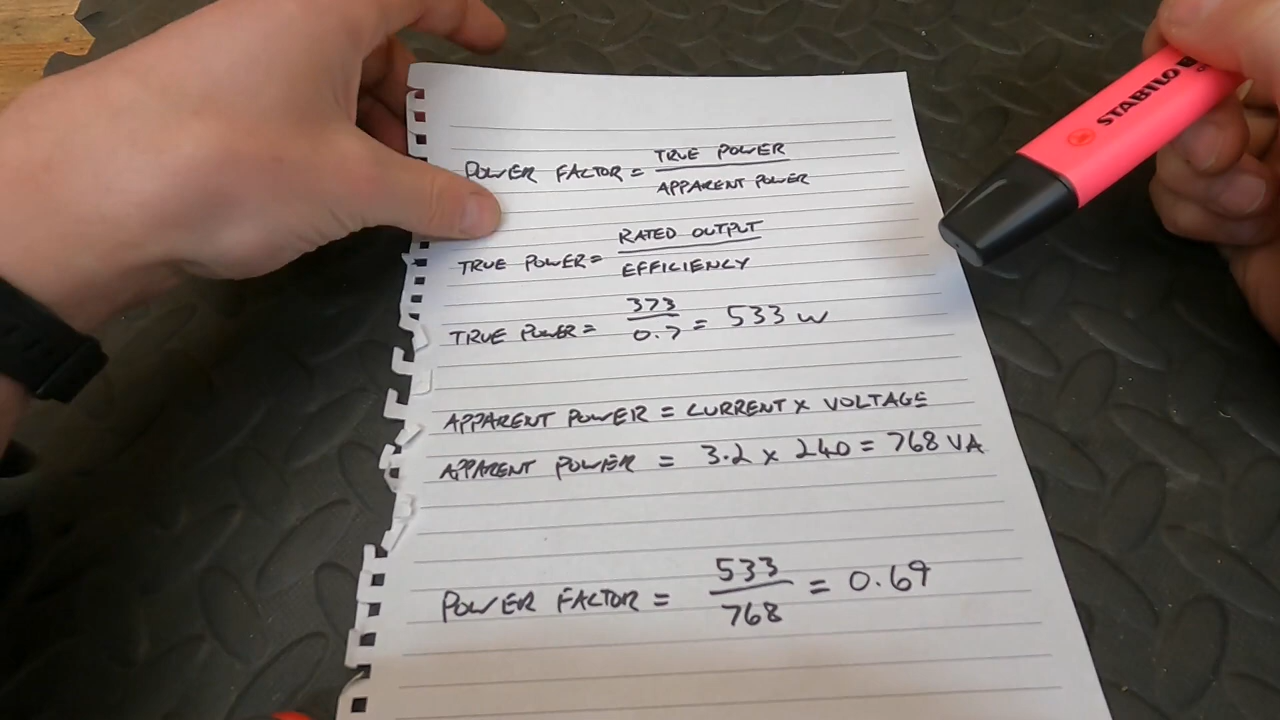 POWER FACTOR = TRUE POWER
APPARENT POWER
TRUE POWER = RATED OUTPUT
EFFICIENCY
TRUE POWER = 373
0.7 = 533 W
APPARENT POWER = CURRENT X VOLTAGE
APPARENT POWER = 3.2 x 240 = 768 VA
POWER FACTOR = 533
768 = 0.69
STABILO